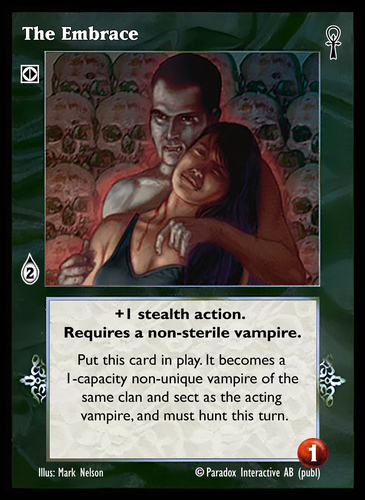 The Embrace
2
+1 stealth action.
Requires a non-sterile vampire.
Put this card in play. It becomes a
1-capacity non-unique vampire of the
same clan and sect as the acting
vampire, and must hunt this turn.
1
Illus: Mark Nelson © Paradox Interactive AB (publ)